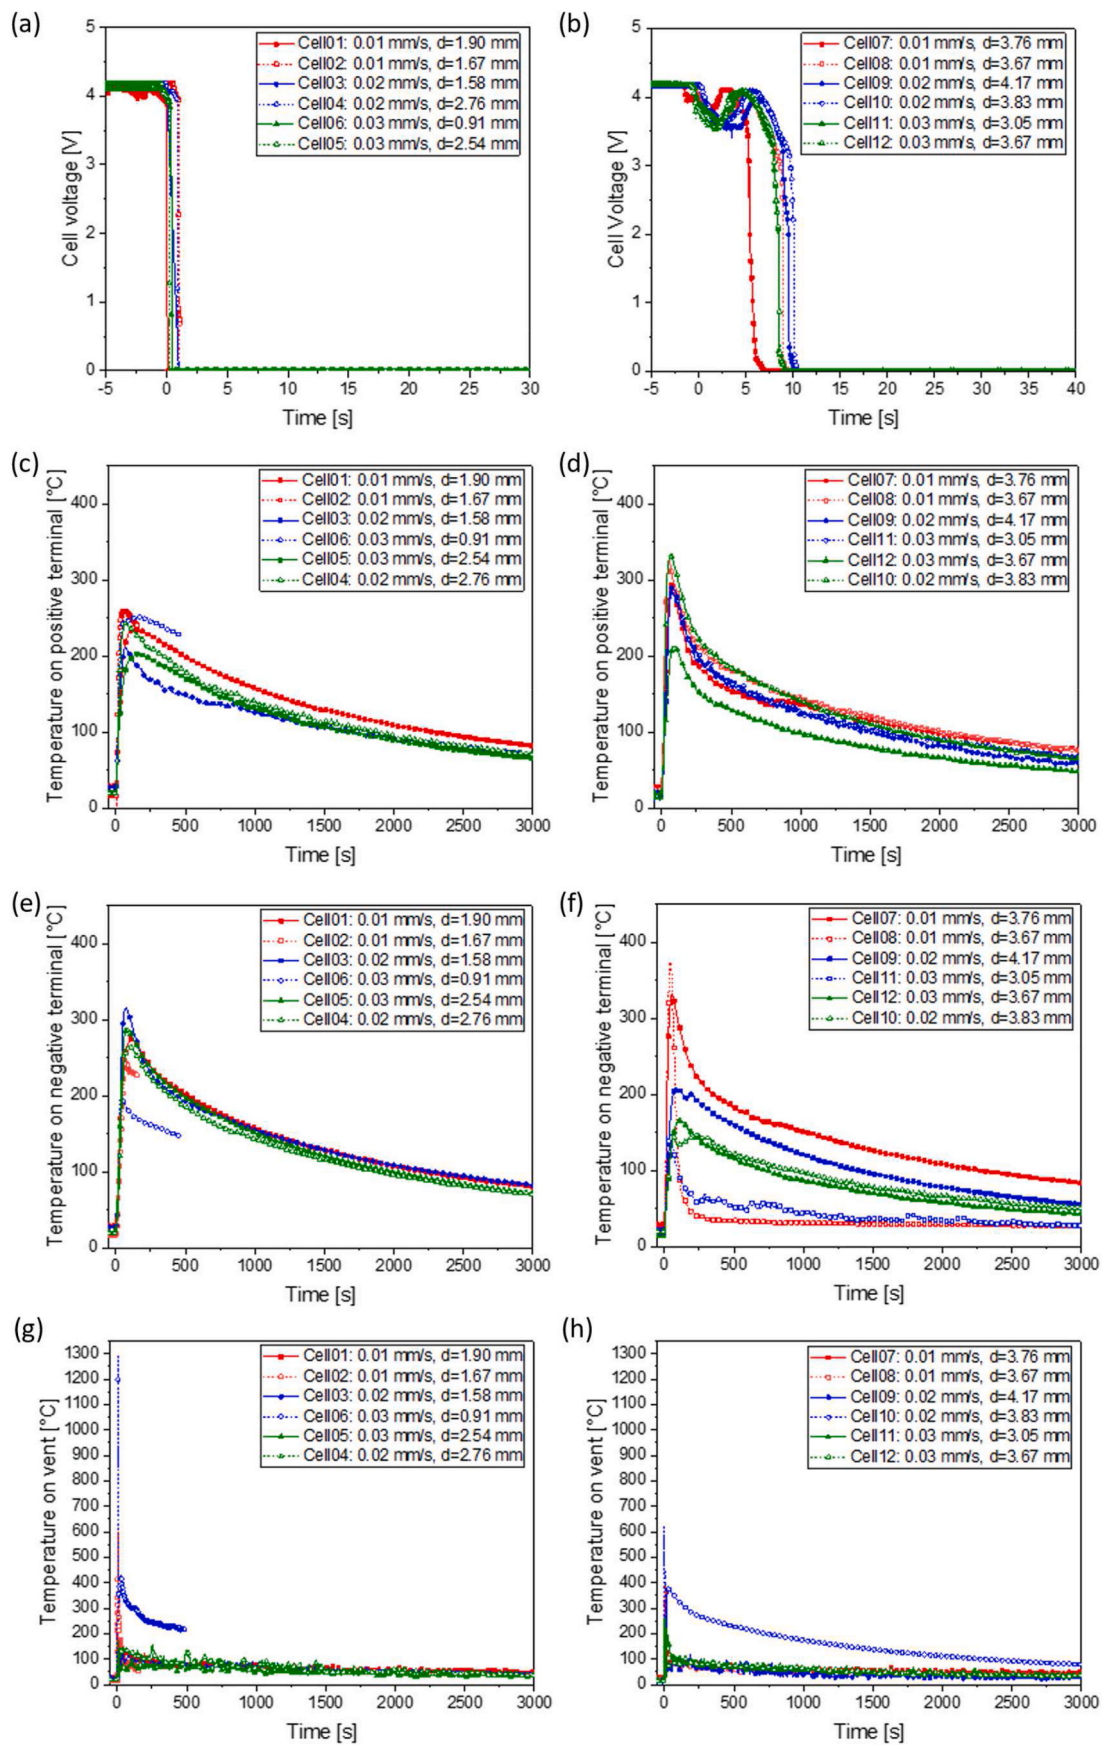 (a)
Cell voltage [V]
5
4
3
2
1
0
Cell01: 0.01 mm/s, d=1.90 mm
Cell02: 0.01 mm/s, d=1.67 mm
Cell03: 0.02 mm/s, d=1.58 mm
Cell04: 0.02 mm/s, d=2.76 mm
Cell06: 0.03 mm/s, d=0.91 mm
Cell05: 0.03 mm/s, d=2.54 mm
-5 0 5 10 15 20 25 30
Time [s]
(b)
Cell Voltage [V]
5
4
3
2
1
0
Cell07: 0.01 mm/s, d=3.76 mm
Cell08: 0.01 mm/s, d=3.67 mm
Cell09: 0.02 mm/s, d=4.17 mm
Cell10: 0.02 mm/s, d=3.83 mm
Cell11: 0.03 mm/s, d=3.05 mm
Cell12: 0.03 mm/s, d=3.67 mm
-5 0 5 10 15 20 25 30 35 40
Time [s]
(c)
Temperature on positive terminal [°C]
400
300
200
100
0
Cell01: 0.01 mm/s, d=1.90 mm
Cell02: 0.01 mm/s, d=1.67 mm
Cell03: 0.02 mm/s, d=1.58 mm
Cell06: 0.03 mm/s, d=0.91 mm
Cell05: 0.03 mm/s, d=2.54 mm
Cell04: 0.02 mm/s, d=2.76 mm
0 500 1000 1500 2000 2500 3000
Time [s]
(d)
Temperature on positive terminal [°C]
400
300
200
100
0
Cell07: 0.01 mm/s, d=3.76 mm
Cell08: 0.01 mm/s, d=3.67 mm
Cell09: 0.02 mm/s, d=4.17 mm
Cell11: 0.03 mm/s, d=3.05 mm
Cell12: 0.03 mm/s, d=3.67 mm
Cell10: 0.02 mm/s, d=3.83 mm
0 500 1000 1500 2000 2500 3000
Time [s]
(e)
Temperature on negative terminal [°C]
400
300
200
100
0
Cell01: 0.01 mm/s, d=1.90 mm
Cell02: 0.01 mm/s, d=1.67 mm
Cell03: 0.02 mm/s, d=1.58 mm
Cell06: 0.03 mm/s, d=0.91 mm
Cell05: 0.03 mm/s, d=2.54 mm
Cell04: 0.02 mm/s, d=2.76 mm
0 500 1000 1500 2000 2500 3000
Time [s]
(f)
Temperature on negative terminal [°C]
400
300
200
100
0
Cell07: 0.01 mm/s, d=3.76 mm
Cell08: 0.01 mm/s, d=3.67 mm
Cell09: 0.02 mm/s, d=4.17 mm
Cell11: 0.03 mm/s, d=3.05 mm
Cell12: 0.03 mm/s, d=3.67 mm
Cell10: 0.02 mm/s, d=3.83 mm
0 500 1000 1500 2000 2500 3000
Time [s]
(g)
Temperature on vent [°C]
1300
1200
1100
1000
900
800
700
600
500
400
300
200
100
0
Cell01: 0.01 mm/s, d=1.90 mm
Cell02: 0.01 mm/s, d=1.67 mm
Cell03: 0.02 mm/s, d=1.58 mm
Cell06: 0.03 mm/s, d=0.91 mm
Cell05: 0.03 mm/s, d=2.54 mm
Cell04: 0.02 mm/s, d=2.76 mm
0 500 1000 1500 2000 2500 3000
Time [s]
(h)
Temperature on vent [°C]
1300
1200
1100
1000
900
800
700
600
500
400
300
200
100
0
Cell07: 0.01 mm/s, d=3.76 mm
Cell08: 0.01 mm/s, d=3.67 mm
Cell09: 0.02 mm/s, d=4.17 mm
Cell10: 0.02 mm/s, d=3.83 mm
Cell11: 0.03 mm/s, d=3.05 mm
Cell12: 0.03 mm/s, d=3.67 mm
0 500 1000 1500 2000 2500 3000
Time [s]